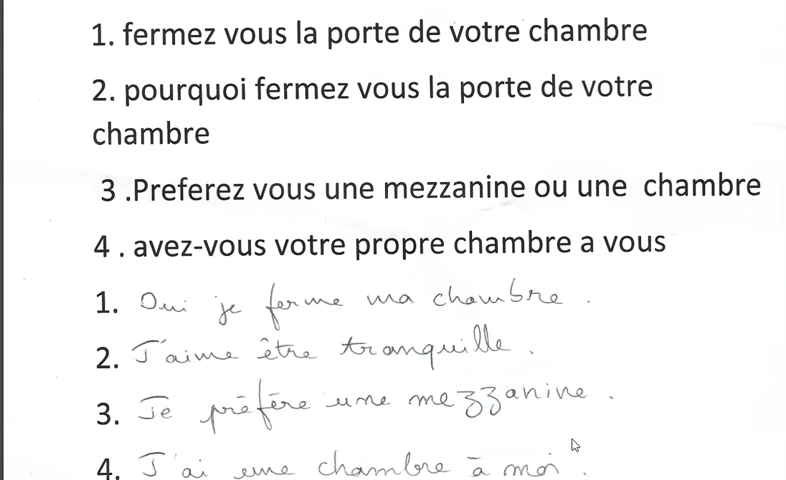 1. fermez vous la porte de votre chambre
2. pourquoi fermez vous la porte de votre
chambre
3 .Preferez vous une mezzanine ou une  chambre
4 . avez-vous votre propre chambre a vous
1. Oui je ferme ma chambre .
2. J'aime être tranquille .
3. Je préfère une mezzanine .
4. J'ai une chambre à moi .